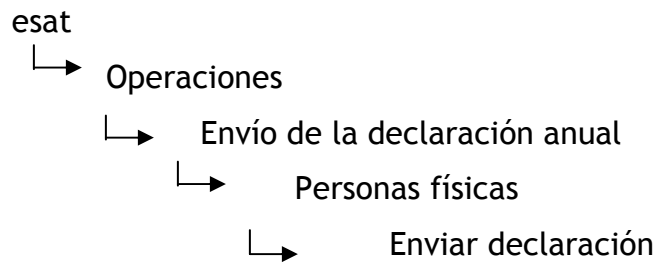 esat
Operaciones
Envío de la declaración anual
Personas físicas
Enviar declaración